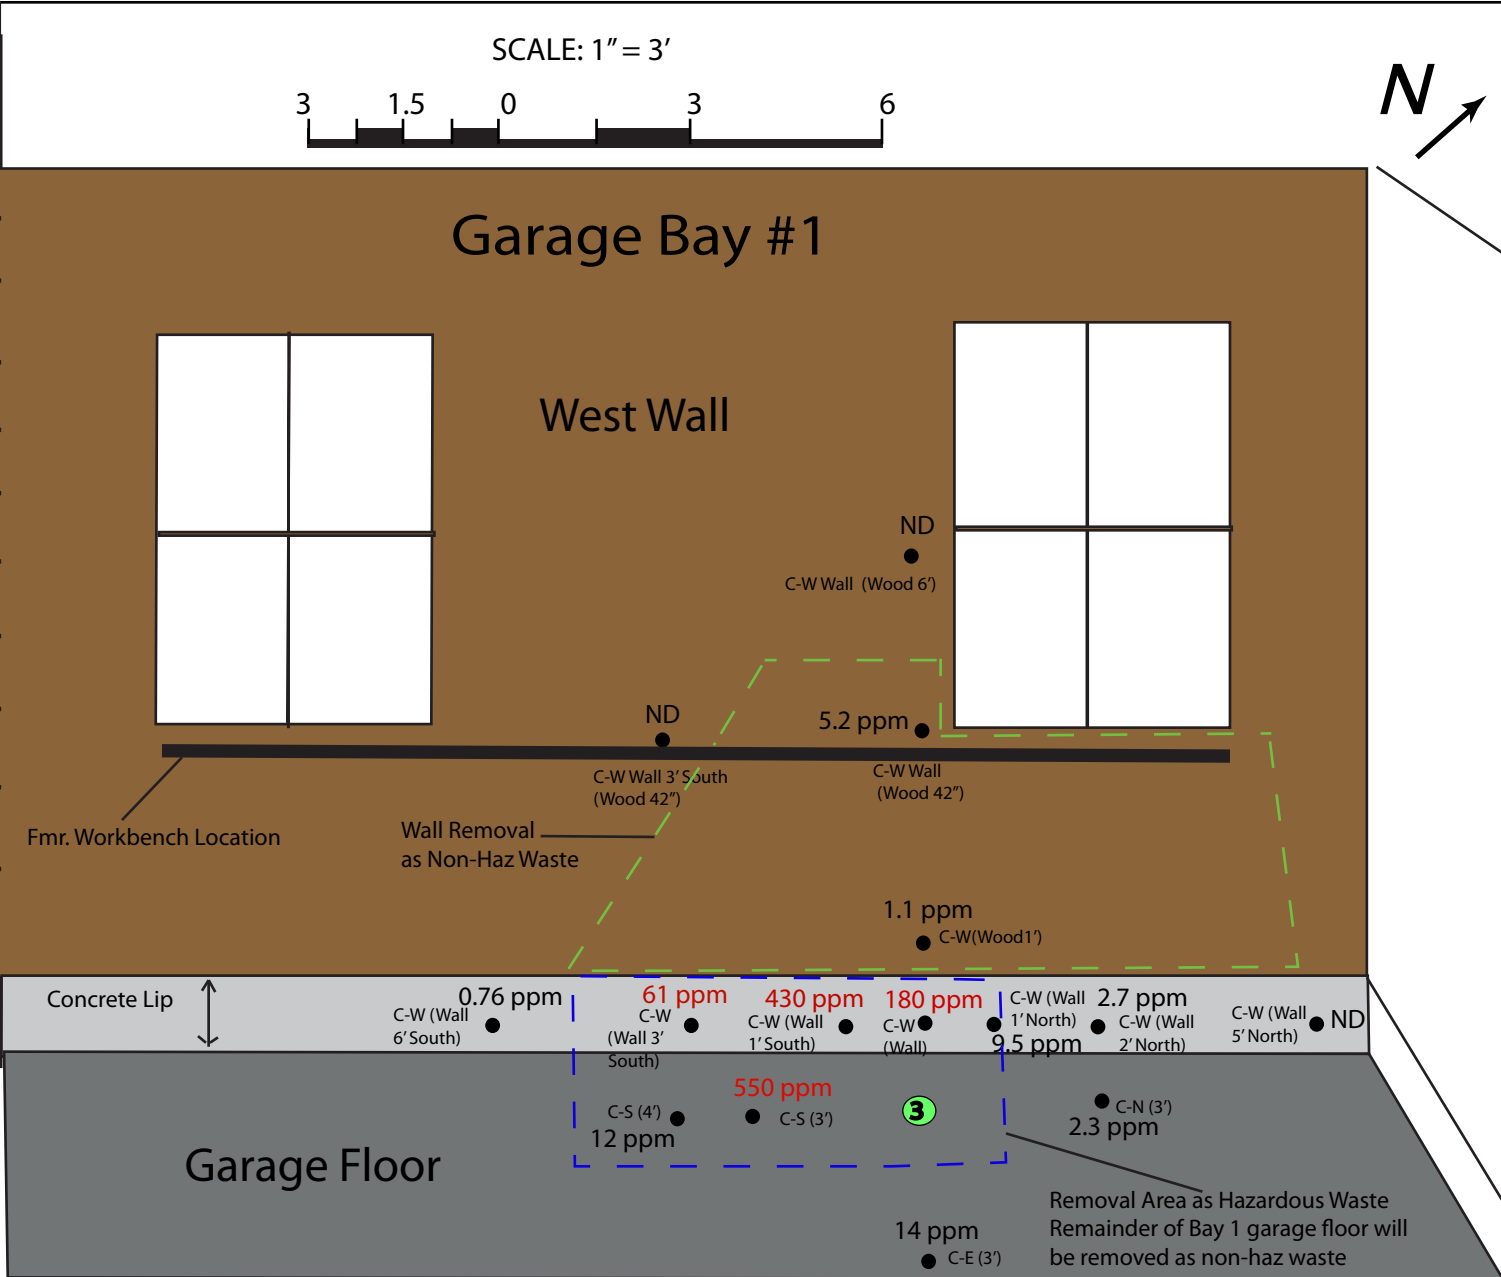 SCALE: 1" = 3'
3 1.5 0 3 6
N
Garage Bay #1
West Wall
ND
C-W Wall (Wood 6')
ND
5.2 ppm
C-W Wall 3' South
(Wood 42")
C-W Wall
(Wood 42")
Fmr. Workbench Location
Wall Removal
as Non-Haz Waste
1.1 ppm
C-W(Wood1')
Concrete Lip
0.76 ppm
C-W (Wall
6' South)
61 ppm
C-W
(Wall 3'
South)
430 ppm
C-W (Wall
1' South)
180 ppm
C-W
(Wall)
C-W (Wall
1' North)
9.5 ppm
2.7 ppm
C-W (Wall
2' North)
C-W (Wall
5' North)
ND
550 ppm
C-S (4')
12 ppm
C-S (3')
3
C-N (3')
2.3 ppm
Garage Floor
Removal Area as Hazardous Waste
Remainder of Bay 1 garage floor will
be removed as non-haz waste
14 ppm
C-E (3')